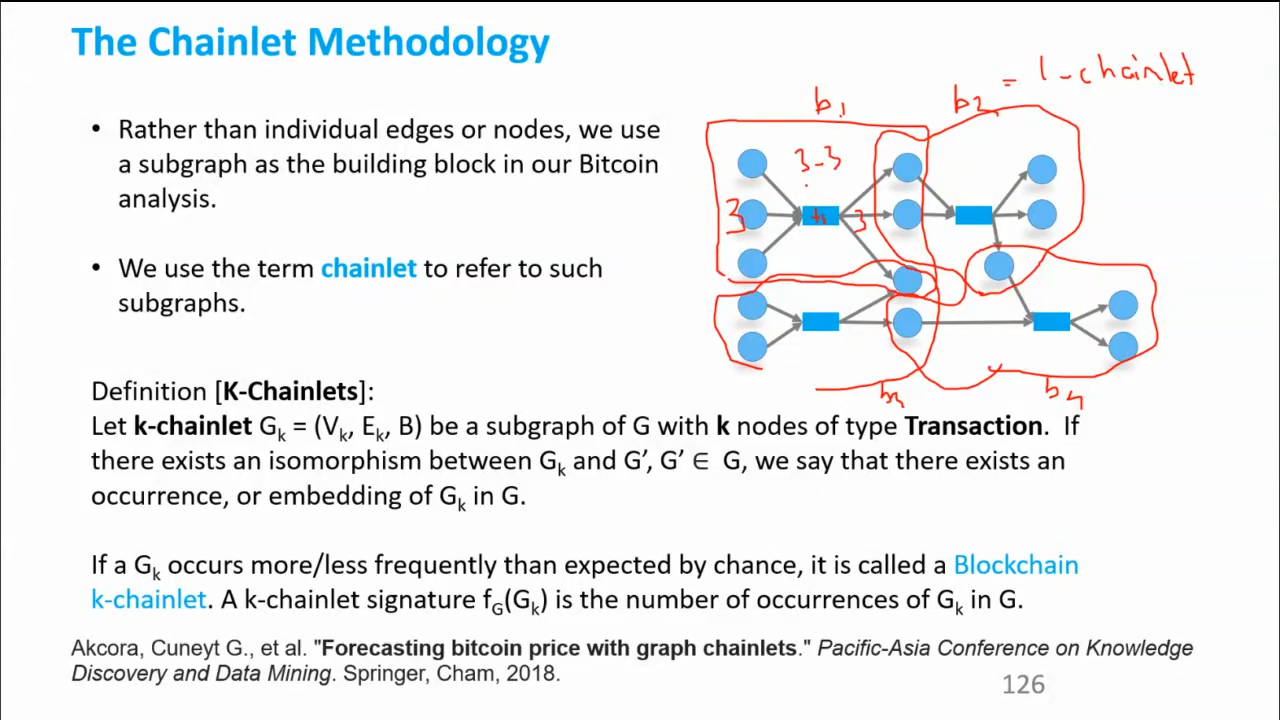 The Chainlet Methodology
= 1-chainlet
b1
b2
• Rather than individual edges or nodes, we use
a subgraph as the building block in our Bitcoin
analysis.
3-3
3
t1
3
• We use the term chainlet to refer to such
subgraphs.
b4
Definition [K-Chainlets]:
Let k-chainlet Gk = (Vk, Ek, B) be a subgraph of G with k nodes of type Transaction. If
there exists an isomorphism between Gk and G’, G’ ∈ G, we say that there exists an
occurrence, or embedding of Gk in G.
If a Gk occurs more/less frequently than expected by chance, it is called a Blockchain
k-chainlet. A k-chainlet signature fG(Gk) is the number of occurrences of Gk in G.
Akcora, Cuneyt G., et al. "Forecasting bitcoin price with graph chainlets." Pacific-Asia Conference on Knowledge
Discovery and Data Mining. Springer, Cham, 2018.
126